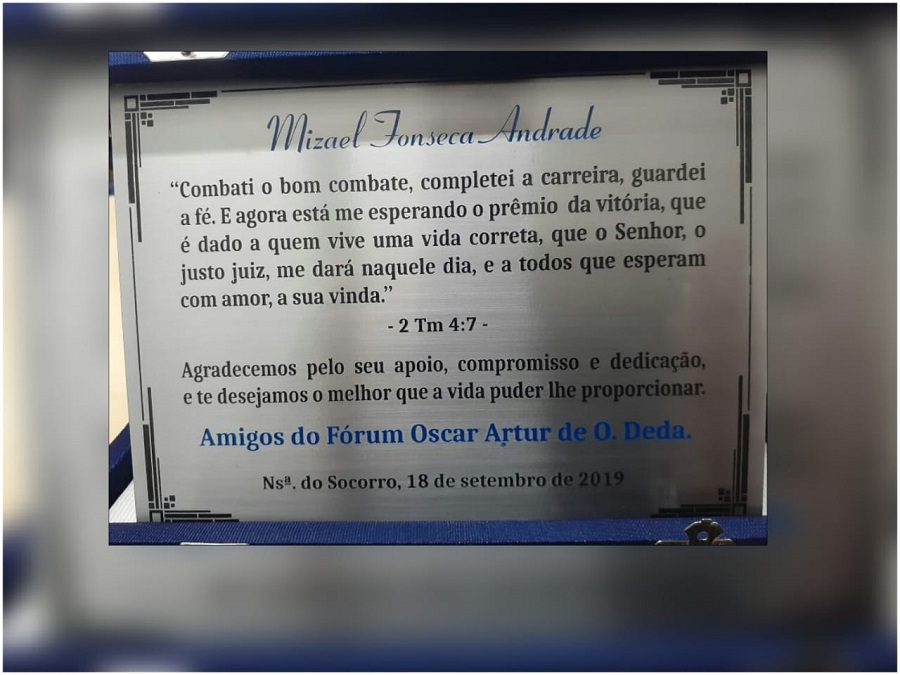 Mizael Fonseca Andrade
“Combati o bom combate, completei a carreira, guardei
a fé. E agora está me esperando o prêmio da vitória, que
é dado a quem vive uma vida correta, que o Senhor, o
justo juiz, me dará naquele dia, e a todos que esperam
com amor, a sua vinda.”
- 2 Tm 4:7 -
Agradecemos pelo seu apoio, compromisso e dedicação,
e te desejamos o melhor que a vida puder lhe proporcionar.
Amigos do Fórum Oscar Artur de O. Deda.
Nsª. do Socorro, 18 de setembro de 2019